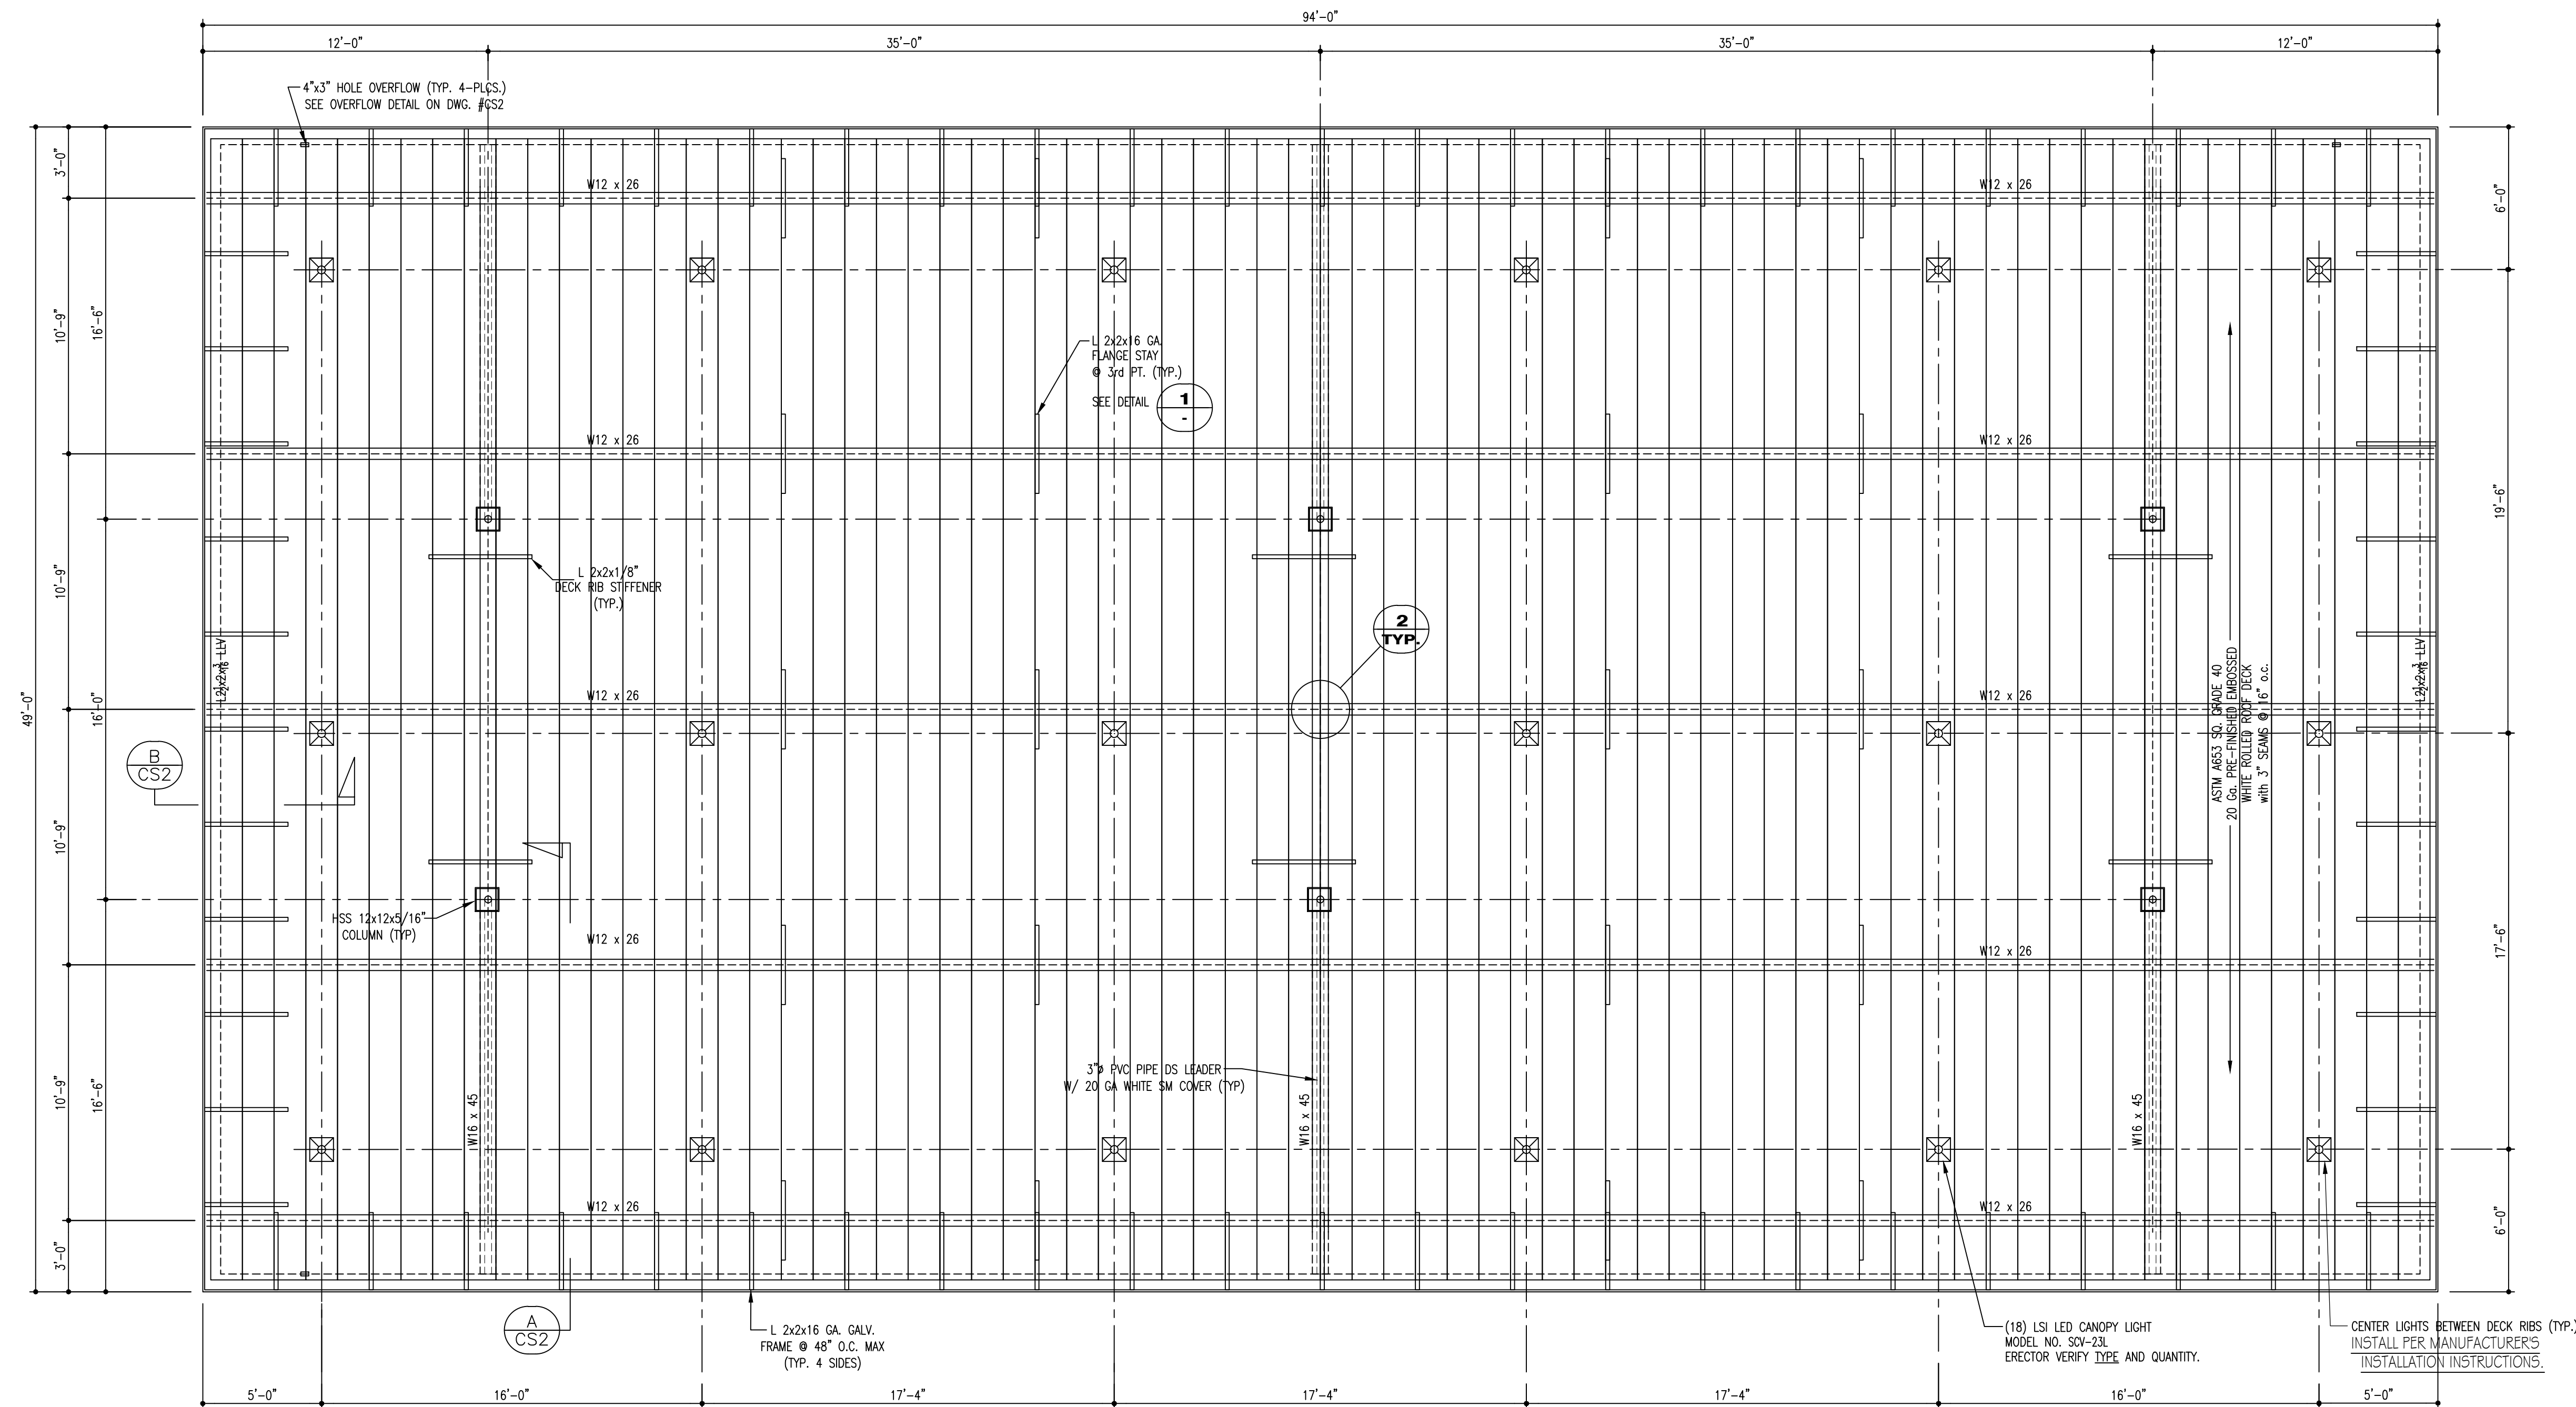 94'-0"
12'-0"
35'-0"
35'-0"
12'-0"
4"x3" HOLE OVERFLOW (TYP. 4-PLCS.)
SEE OVERFLOW DETAIL ON DWG. #CS2
3'-0"
10'-9"
10'-9"
10'-9"
10'-9"
3'-0"
16'-6"
16'-0"
16'-6"
49'-0"
6'-0"
19'-6"
17'-6"
6'-0"
W12 x 26
W12 x 26
L 2x2x16 GA.
FLANGE STAY
@ 3rd PT. (TYP.)
SEE DETAIL
1
-
W12 x 26
W12 x 26
L 2x2x1/8"
DECK RIB STIFFENER
(TYP.)
2
TYP.
L2½x2x3/16 LLV
L2½x2x3/16 LLV
W12 x 26
W12 x 26
ASTM A653 SQ. GRADE 40
20 Ga. PRE-FINISHED EMBOSSED
WHITE ROLLED ROOF DECK
with 3" SEAMS @ 16" o.c.
B
CS2
HSS 12x12x5/16"
COLUMN (TYP)
W12 x 26
W12 x 26
3"ø PVC PIPE DS LEADER
W/ 20 GA WHITE SM COVER (TYP)
W16 x 45
W16 x 45
W16 x 45
W12 x 26
W12 x 26
A
CS2
L 2x2x16 GA. GALV.
FRAME @ 48" O.C. MAX
(TYP. 4 SIDES)
(18) LSI LED CANOPY LIGHT
MODEL NO. SCV-23L
ERECTOR VERIFY TYPE AND QUANTITY.
CENTER LIGHTS BETWEEN DECK RIBS (TYP.)
INSTALL PER MANUFACTURER'S
INSTALLATION INSTRUCTIONS.
5'-0"
16'-0"
17'-4"
17'-4"
17'-4"
16'-0"
5'-0"